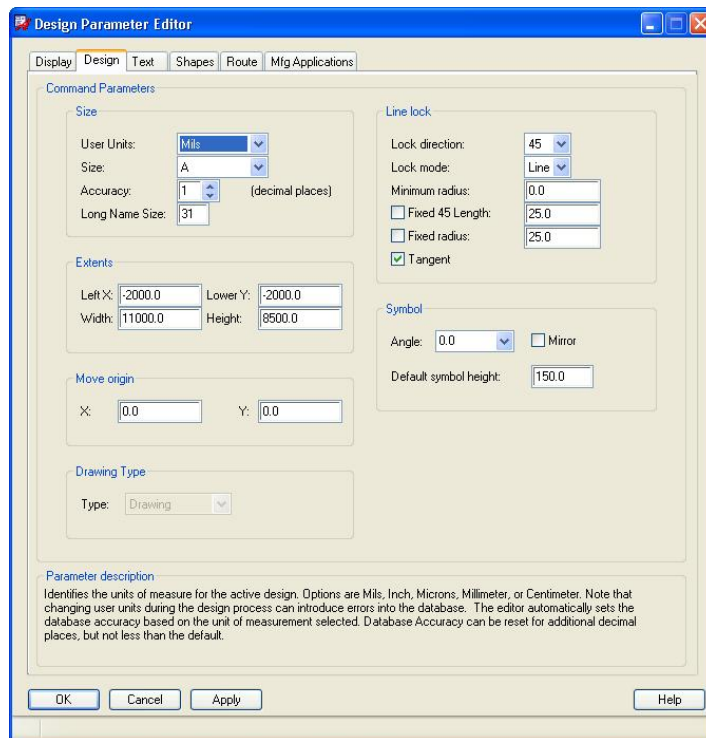 Design Parameter Editor
Display Design Text Shapes Route Mfg Applications
Command Parameters
Size
User Units: Mils
Size: A
Accuracy: 1 (decimal places)
Long Name Size: 31
Extents
Left X: -2000.0 Lower Y: -2000.0
Width: 11000.0 Height: 8500.0
Move origin
X: 0.0 Y: 0.0
Drawing Type
Type: Drawing
Line lock
Lock direction: 45
Lock mode: Line
Minimum radius: 0.0
Fixed 45 Length: 25.0
Fixed radius: 25.0
Tangent
Symbol
Angle: 0.0 Mirror
Default symbol height: 150.0
Parameter description
Identifies the units of measure for the active design. Options are Mils, Inch, Microns, Millimeter, or Centimeter. Note that
changing user units during the design process can introduce errors into the database. The editor automatically sets the
database accuracy based on the unit of measurement selected. Database Accuracy can be reset for additional decimal
places, but not less than the default.
OK Cancel Apply Help